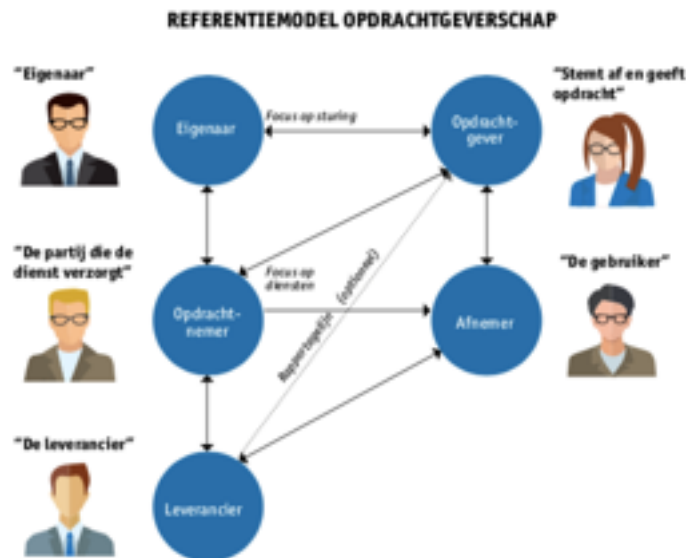 REFERENTIEMODEL OPDRACHTGEVERSCHAP
"Eigenaar"
Eigenaar
Focus op sturing
Opdracht-
gever
"Stemt af en geeft
opdracht"
"De partij die de
dienst verzorgt"
Opdracht-
nemer
Focus op
diensten
(optioneel)
Afnemer
"De gebruiker"
"De leverancier"
Leverancier